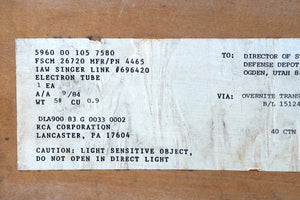 5960 00 105 7580
FSCM 26720 MFR/PN 4465
IAW SINGER LINK #696420
ELECTRON TUBE
1 EA
A/A 9/84
WT 5# CU 0.9
DLA900 83 G 0033 0002
RCA CORPORATION
LANCASTER, PA 17604
CAUTION: LIGHT SENSITIVE OBJECT,
DO NOT OPEN IN DIRECT LIGHT
TO: DIRECTOR OF
DEFENSE DEPOT
OGDEN, UTAH
VIA: OVERNITE TRANS
B/L 15124
40 CTN